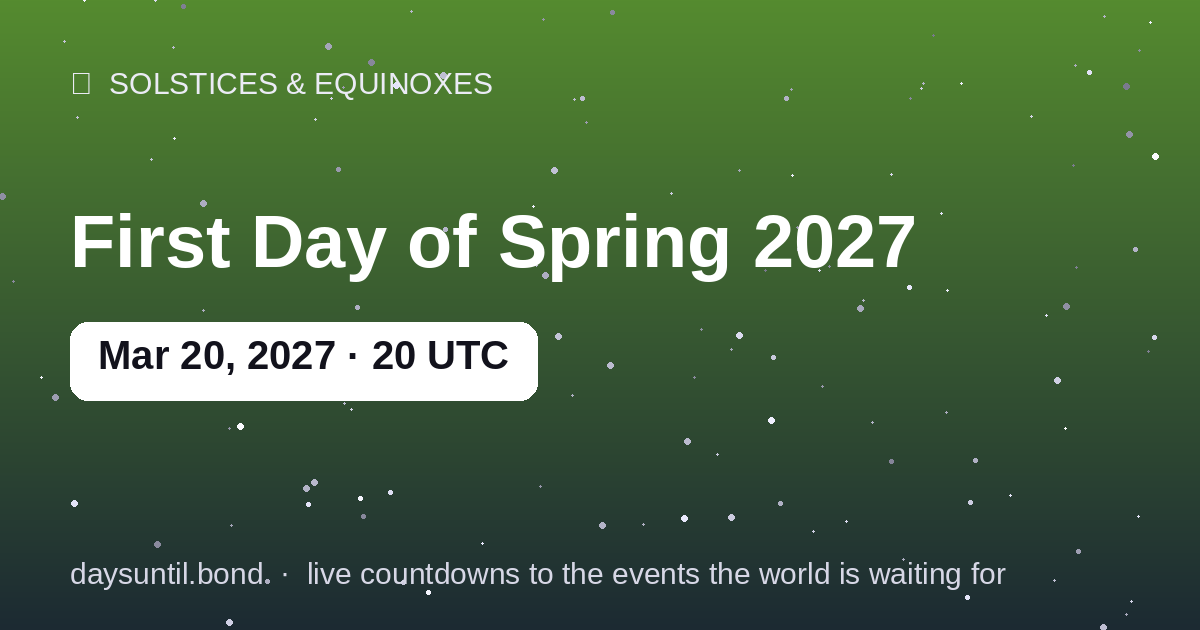 SOLSTICES & EQUINOXES
First Day of Spring 2027
Mar 20, 2027 · 20 UTC
daysuntil.bond · live countdowns to the events the world is waiting for